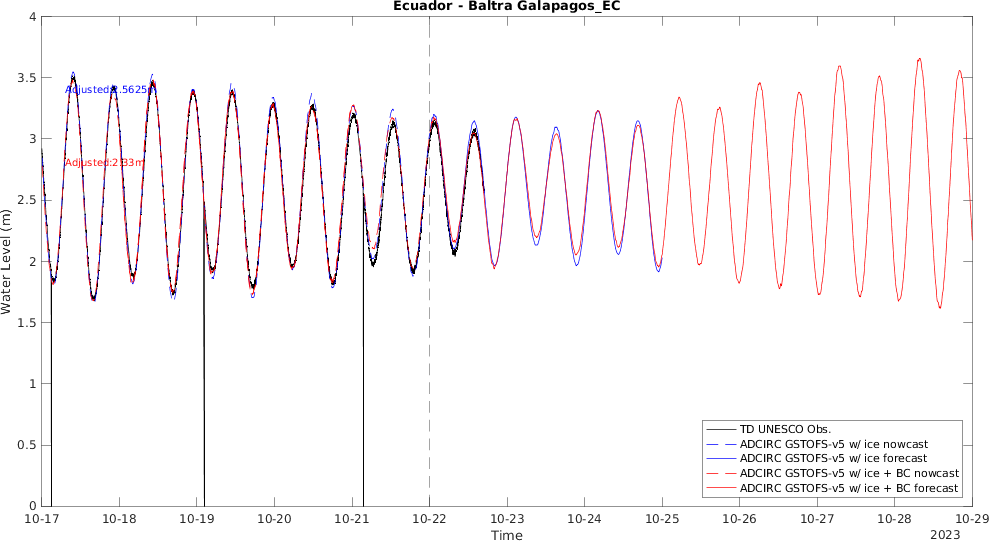 Ecuador - Baltra Galapagos_EC
4
3.5
3
2.5
2
1.5
1
0.5
0
Water Level (m)
Adjusted:2.5625m
Adjusted:2.33m
TD UNESCO Obs.
ADCIRC GSTOFS-v5 w/ ice nowcast
ADCIRC GSTOFS-v5 w/ ice forecast
ADCIRC GSTOFS-v5 w/ ice + BC nowcast
ADCIRC GSTOFS-v5 w/ ice + BC forecast
10-17 10-18 10-19 10-20 10-21 10-22 10-23 10-24 10-25 10-26 10-27 10-28 10-29
Time
2023